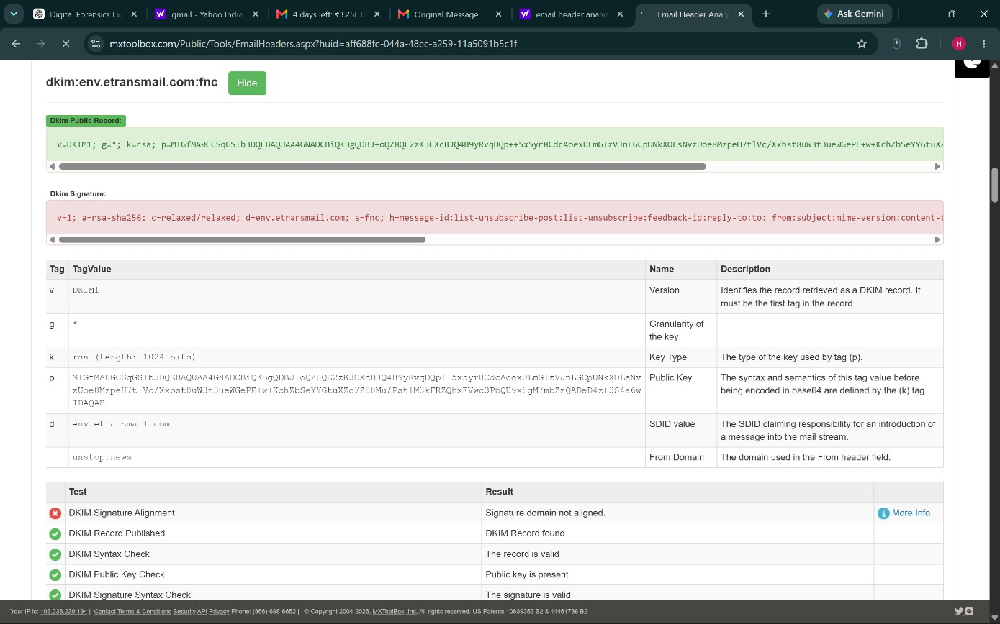 Digital Forensics Ex
gmail - Yahoo India
4 days left: ₹3.25L U
Original Message
email header analyz
Email Header Analy
Ask Gemini
mxtoolbox.com/Public/Tools/EmailHeaders.aspx?huid=aff688fe-044a-48ec-a259-11a5091b5c1f
H
dkim:env.etransmail.com:fnc Hide
Dkim Public Record:
v=DKIM1; g=*; k=rsa; p=MIGfMA0GCSqGSIb3DQEBAQUAA4GNADCBiQKBgQDBJ+oQZ8QE2zK3CXcBJQ4B9yRvqDQp++5x5yr8CdcAoexULmGIzVJnLGCpUNkXOLsNvzUoe8MzpeH7tlVc/Xxbst8uW3t3ueWGePE+w+KchZbSeYYGtuXZ
Dkim Signature:
v=1; a=rsa-sha256; c=relaxed/relaxed; d=env.etransmail.com; s=fnc; h=message-id:list-unsubscribe-post:list-unsubscribe:feedback-id:reply-to:to: from:subject:mime-version:content-t
Tag TagValue Name Description
v DKIM1 Version Identifies the record retrieved as a DKIM record. It
must be the first tag in the record.
g * Granularity of
the key
k rsa (Length: 1024 bits) Key Type The type of the key used by tag (p).
p MIGfMA0GCSqGSIb3DQEBAQUAA4GNADCBiQKBgQDBJ+oQZ8QE2zK3CXcBJQ4B9yRvqDQp++5x5yr8CdcAoexULmGIzVJnLGCpUNkXOLsNv Public Key The syntax and semantics of this tag value before
zUoe8MzpeH7tlVc/Xxbst8uW3t3ueWGePE+w+KchZbSeYYGtuXZc7Z88Mu/PstlM3kFRZQhxEVwc3PbQU9x8gM7mbZzQADeD4z+3S4a6w being encoded in base64 are defined by the (k) tag.
IDAQAB
d env.etransmail.com SDID value The SDID claiming responsibility for an introduction of
a message into the mail stream.
unstop.news From Domain The domain used in the From header field.
Test Result
DKIM Signature Alignment Signature domain not aligned. More Info
DKIM Record Published DKIM Record found
DKIM Syntax Check The record is valid
DKIM Public Key Check Public key is present
DKIM Signature Syntax Check The signature is valid
Your IP is: 103.238.230.194 | Contact Terms & Conditions Security API Privacy Phone: (866)-698-6652 | © Copyright 2004-2026, MXToolBox, Inc, All rights reserved. US Patents 10839353 B2 & 11461738 B2